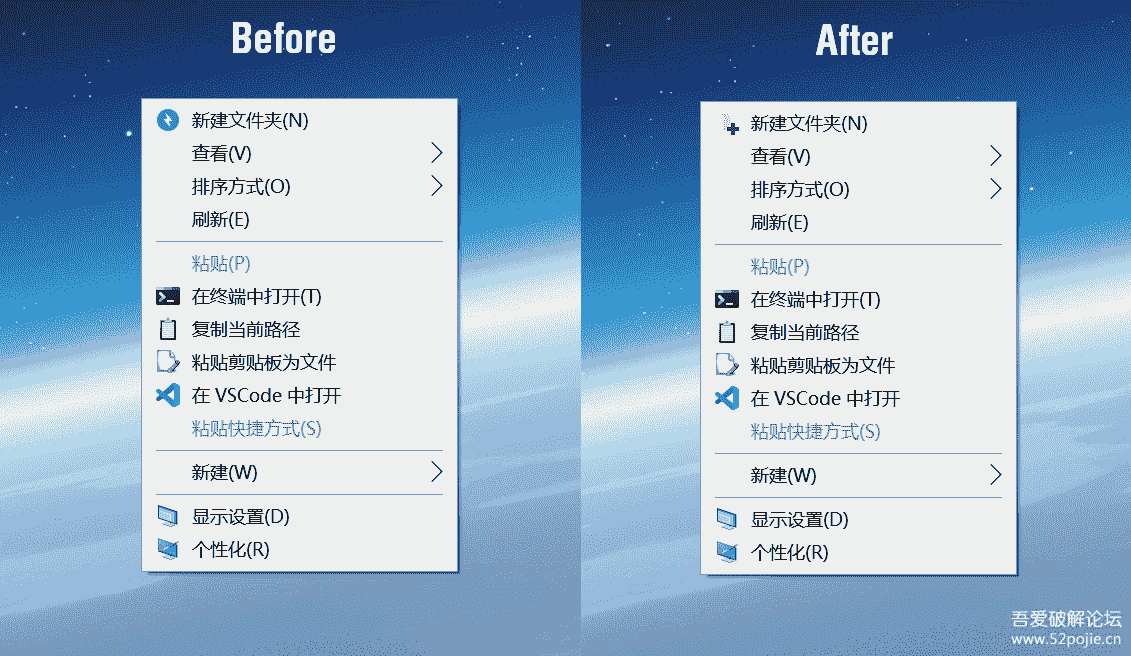 Before
新建文件夹(N)
查看(V)
排序方式(O)
刷新(E)
粘贴(P)
在终端中打开(T)
复制当前路径
粘贴剪贴板为文件
在 VSCode 中打开
粘贴快捷方式(S)
新建(W)
显示设置(D)
个性化(R)
After
新建文件夹(N)
查看(V)
排序方式(O)
刷新(E)
粘贴(P)
在终端中打开(T)
复制当前路径
粘贴剪贴板为文件
在 VSCode 中打开
粘贴快捷方式(S)
新建(W)
显示设置(D)
个性化(R)
吾爱破解论坛
www.52pojie.cn